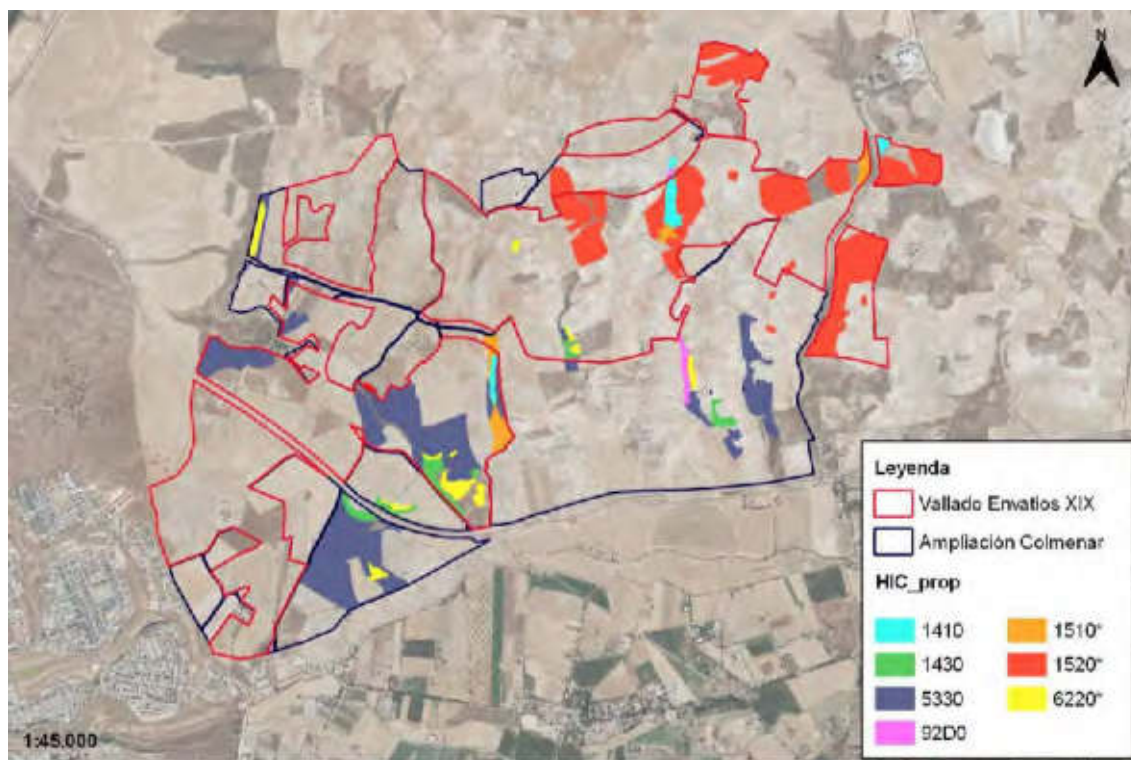 N
Leyenda
Vallado Envatios XIX
Ampliación Colmenar
HIC_prop
1410
1510*
1430
1520*
5330
6220*
92D0
1:45.000